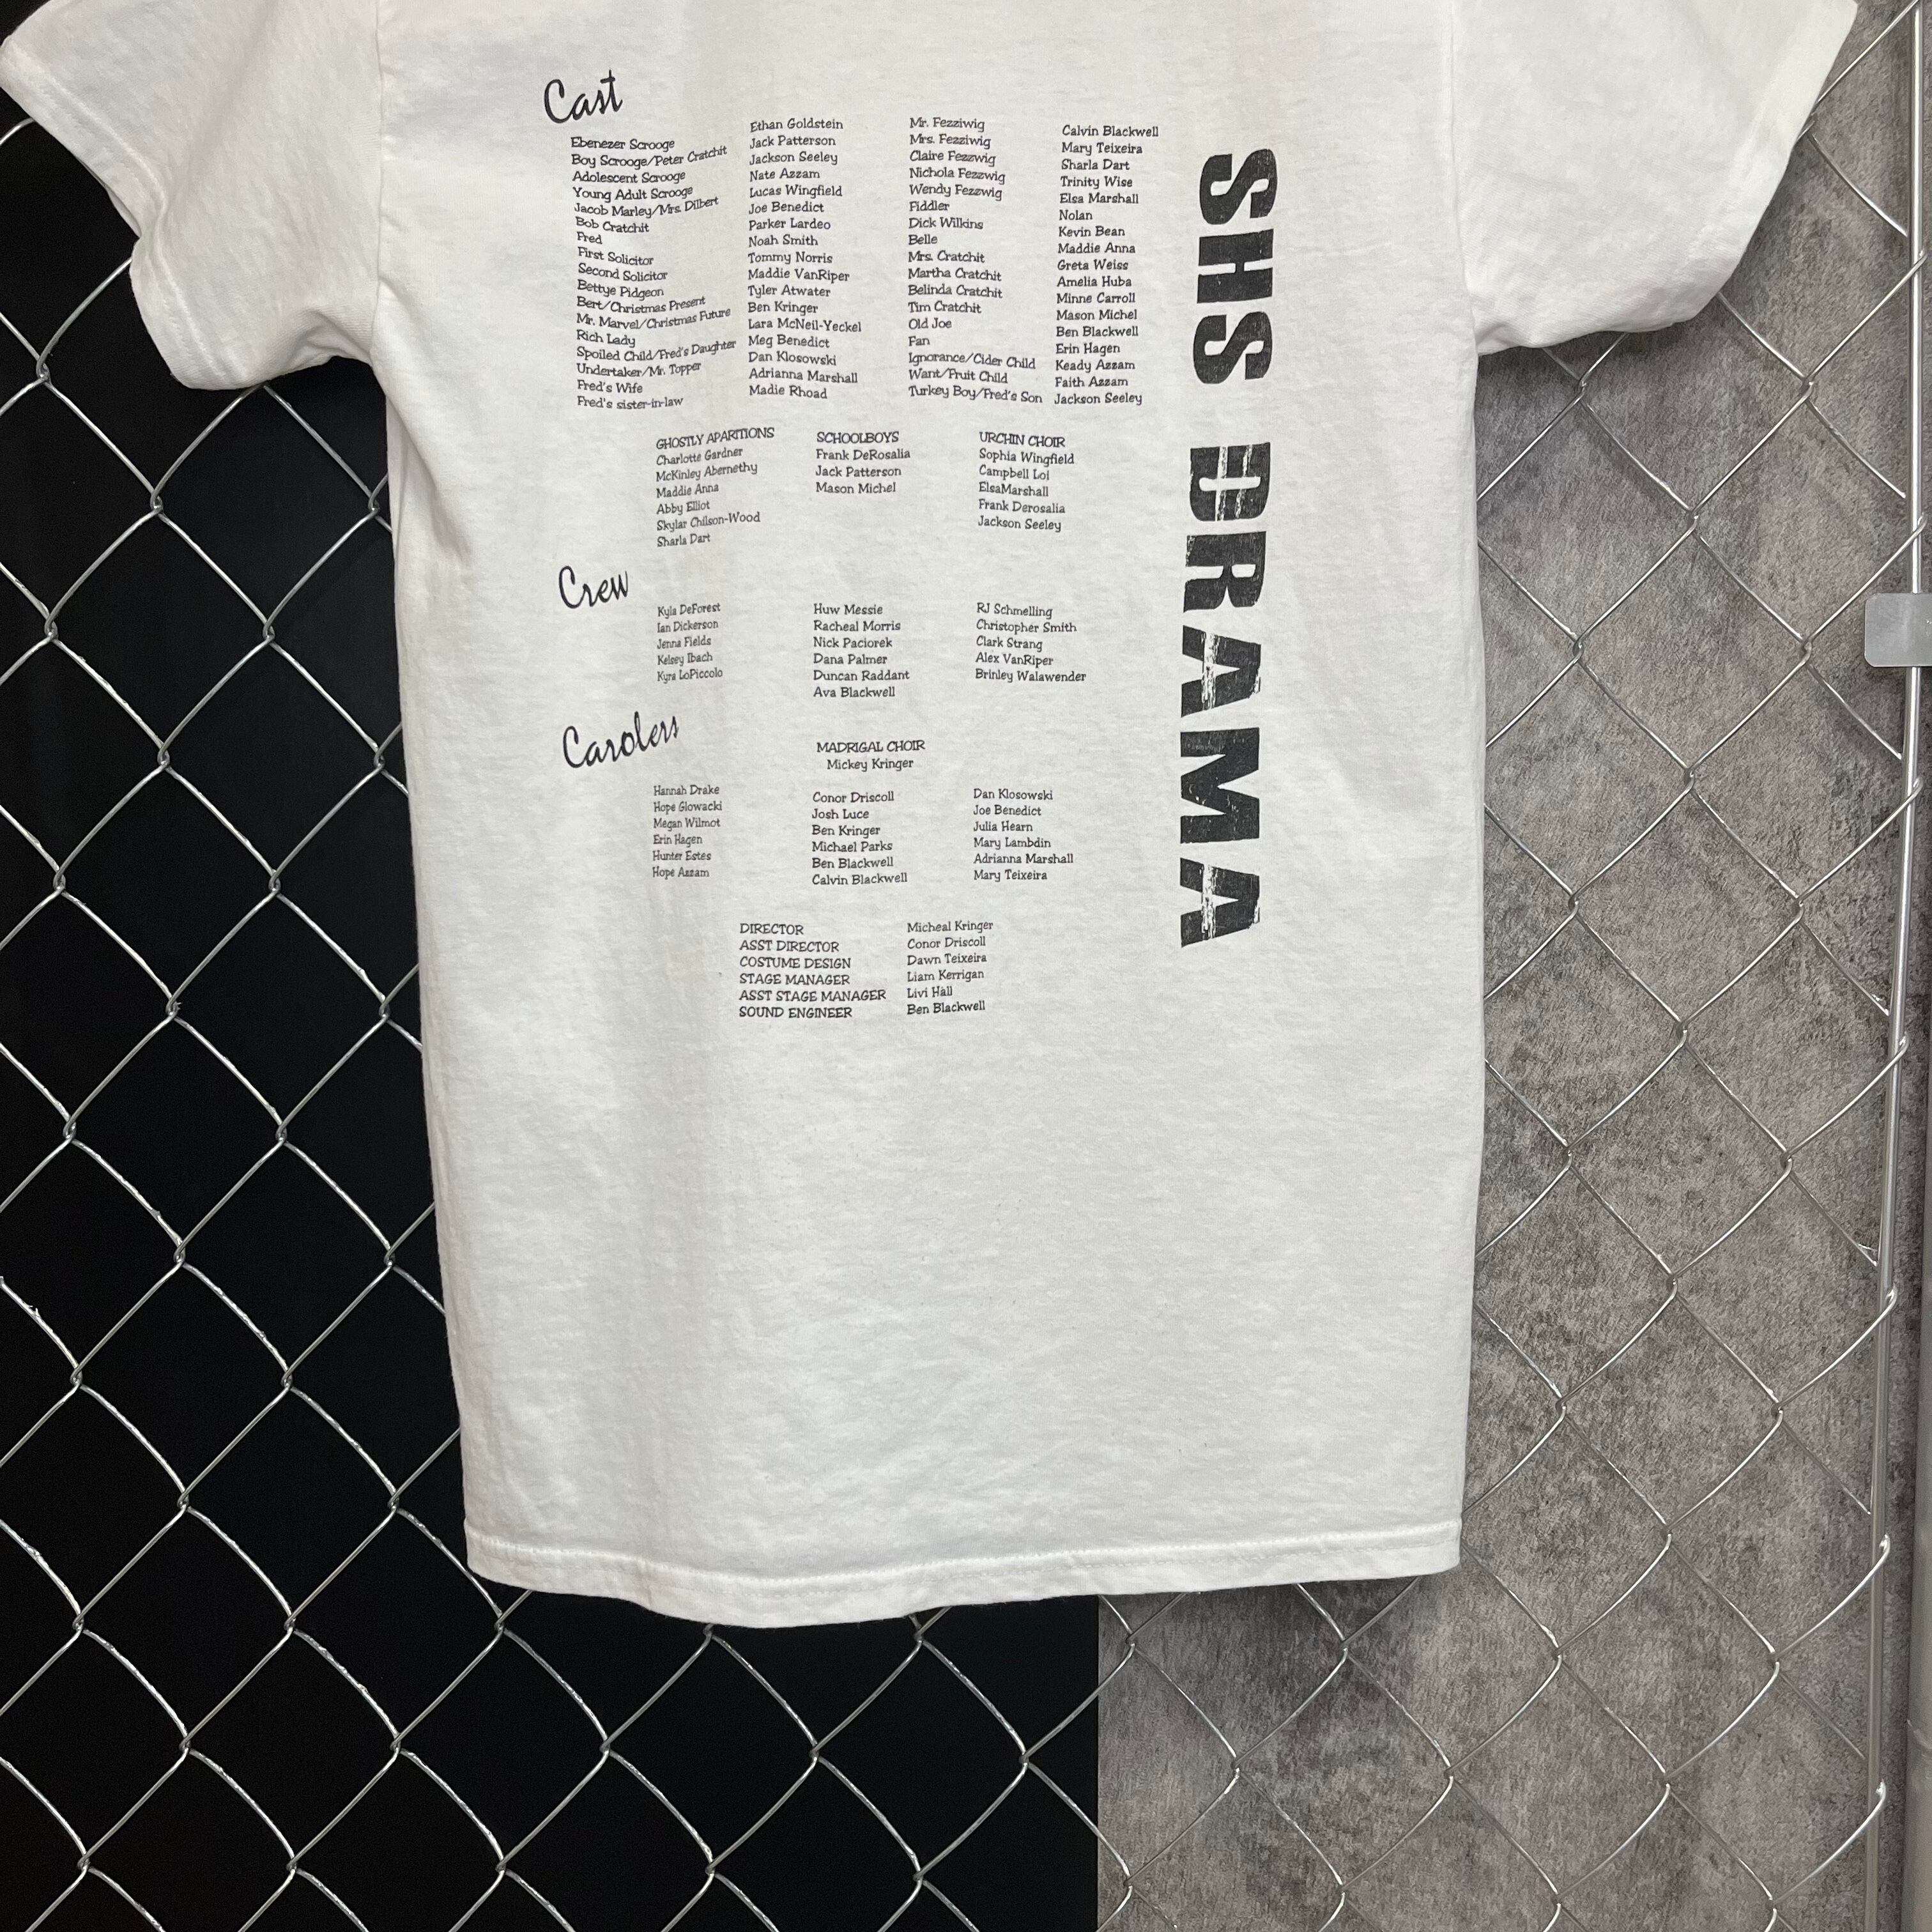 Cast
Ebenezer Scrooge Ethan Goldstein Mr. Fezziwig Calvin Blackwell
Boy Scrooge/Peter Cratchit Jack Patterson Mrs. Fezziwig Mary Teixeira
Adolescent Scrooge Jackson Seeley Claire Fezzwig Sharla Dart
Young Adult Scrooge Nate Azzam Nichola Fezzwig Trinity Wise
Jacob Marley/Mrs. Dilbert Lucas Wingfield Wendy Fezzwig Elsa Marshall
Bob Cratchit Joe Benedict Fiddler Nolan
Fred Parker Lardeo Dick Wilkins Kevin Bean
First Solicitor Noah Smith Belle Maddie Anna
Second Solicitor Tommy Norris Mrs. Cratchit Greta Weiss
Bettye Pidgeon Maddie VanRiper Martha Cratchit Amelia Huba
Bert/Christmas Present Tyler Atwater Belinda Cratchit Minne Carroll
Mr. Marvel/Christmas Future Ben Kringer Tim Cratchit Mason Michel
Rich Lady Lara McNeil-Yeckel Old Joe Ben Blackwell
Spoiled Child/Fred's Daughter Meg Benedict Fan Erin Hagen
Undertaker/Mr. Topper Dan Klosowski Ignorance/Cider Child Keady Azzam
Fred's Wife Adrianna Marshall Want/Fruit Child Faith Azzam
Fred's sister-in-law Madie Rhoad Turkey Boy/Fred's Son Jackson Seeley
GHOSTLY APARITIONS SCHOOLBOYS URCHIN CHOIR
Charlotte Gardner Frank DeRosalia Sophia Wingfield
McKinley Abernethy Jack Patterson Campbell Loi
Maddie Anna Mason Michel ElsaMarshall
Abby Elliot Frank Derosalia
Skylar Chilson-Wood Jackson Seeley
Sharla Dart
Crew
Kyla DeForest Huw Messie RJ Schmelling
Ian Dickerson Racheal Morris Christopher Smith
Jenna Fields Nick Paciorek Clark Strang
Kelsey Ibach Dana Palmer Alex VanRiper
Kyra LoPiccolo Duncan Raddant Brinley Walawender
Ava Blackwell
Carolers
MADRIGAL CHOIR
Mickey Kringer
Hannah Drake Conor Driscoll Dan Klosowski
Hope Glowacki Josh Luce Joe Benedict
Megan Wilmot Ben Kringer Julia Hearn
Erin Hagen Michael Parks Mary Lambdin
Hunter Estes Ben Blackwell Adrianna Marshall
Hope Azzam Calvin Blackwell Mary Teixeira
DIRECTOR Micheal Kringer
ASST DIRECTOR Conor Driscoll
COSTUME DESIGN Dawn Teixeira
STAGE MANAGER Liam Kerrigan
ASST STAGE MANAGER Livi Hall
SOUND ENGINEER Ben Blackwell
SHS DRAMA